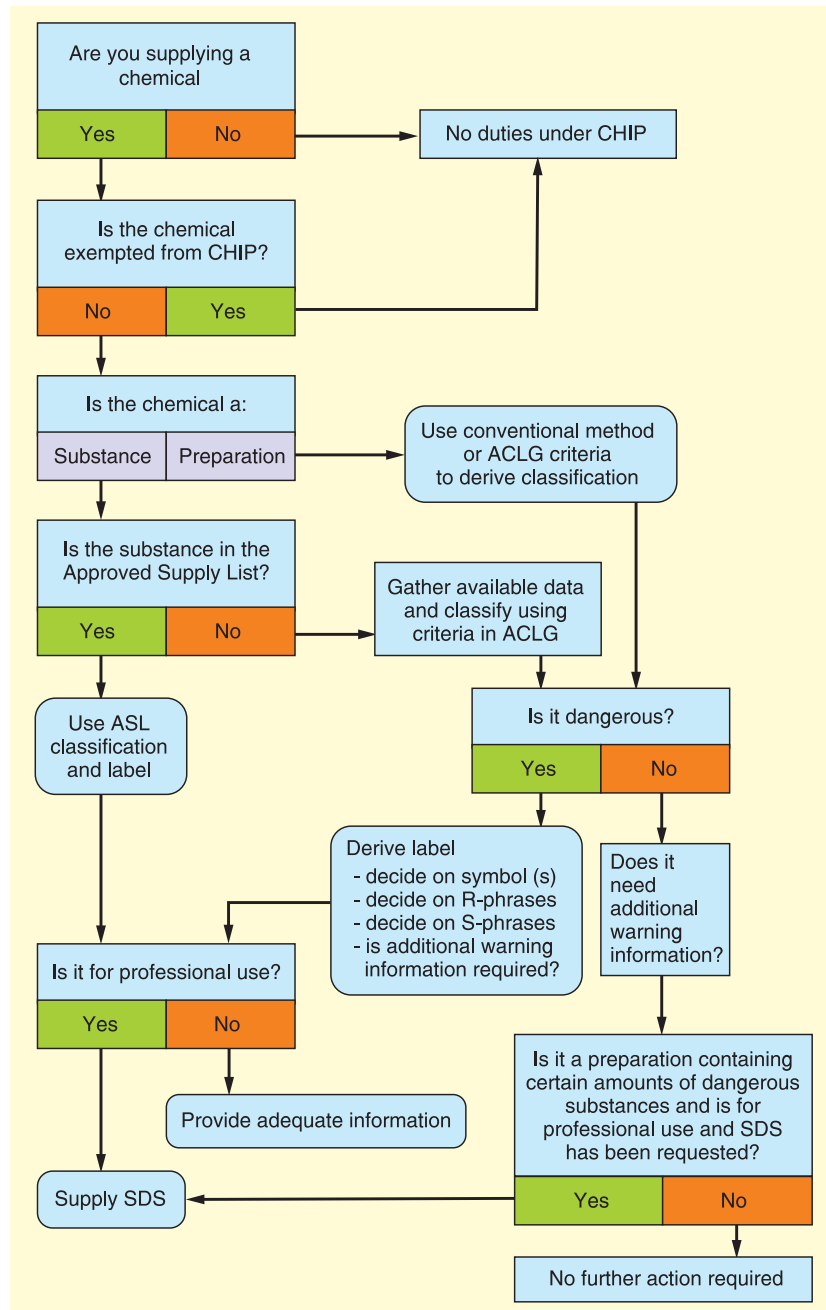 Are you supplying a
chemical
Yes
No
No duties under CHIP
Is the chemical
exempted from CHIP?
No
Yes
Is the chemical a:
Substance
Preparation
Use conventional method
or ACLG criteria
to derive classification
Is the substance in the
Approved Supply List?
Yes
No
Gather available data
and classify using
criteria in ACLG
Use ASL
classification
and label
Is it dangerous?
Yes
No
Derive label
- decide on symbol (s)
- decide on R-phrases
- decide on S-phrases
- is additional warning
information required?
Does it
need
additional
warning
information?
Is it for professional use?
Yes
No
Provide adequate information
Is it a preparation containing
certain amounts of dangerous
substances and is for
professional use and SDS
has been requested?
Yes
No
Supply SDS
No further action required